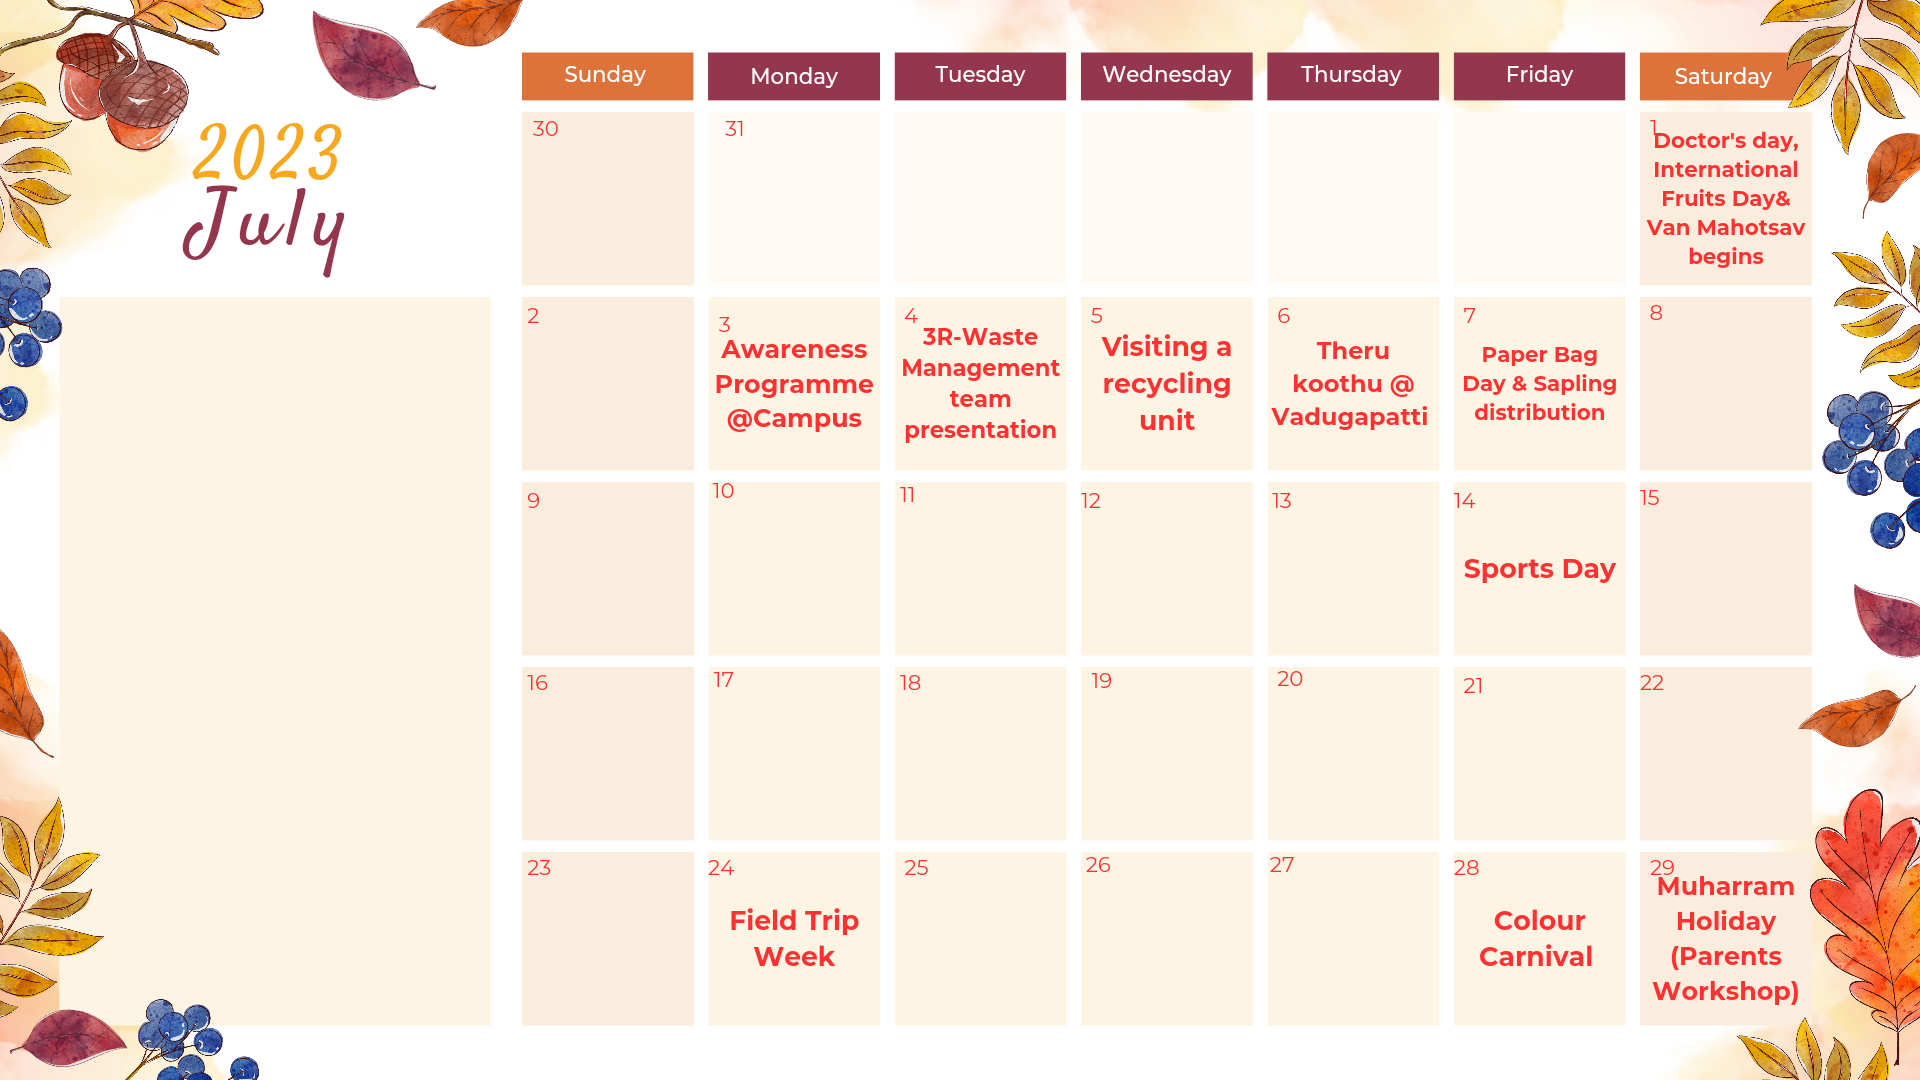 2023
July
Sunday
Monday
Tuesday
Wednesday
Thursday
Friday
Saturday
30
31
1
Doctor's day,
International
Fruits Day&
Van Mahotsav
begins
2
3
Awareness
Programme
@Campus
4
3R-Waste
Management
team
presentation
5
Visiting a
recycling
unit
6
Theru
koothu @
Vadugapatti
7
Paper Bag
Day & Sapling
distribution
8
9
10
11
12
13
14
Sports Day
15
16
17
18
19
20
21
22
23
24
Field Trip
Week
25
26
27
28
Colour
Carnival
29
Muharram
Holiday
(Parents
Workshop)